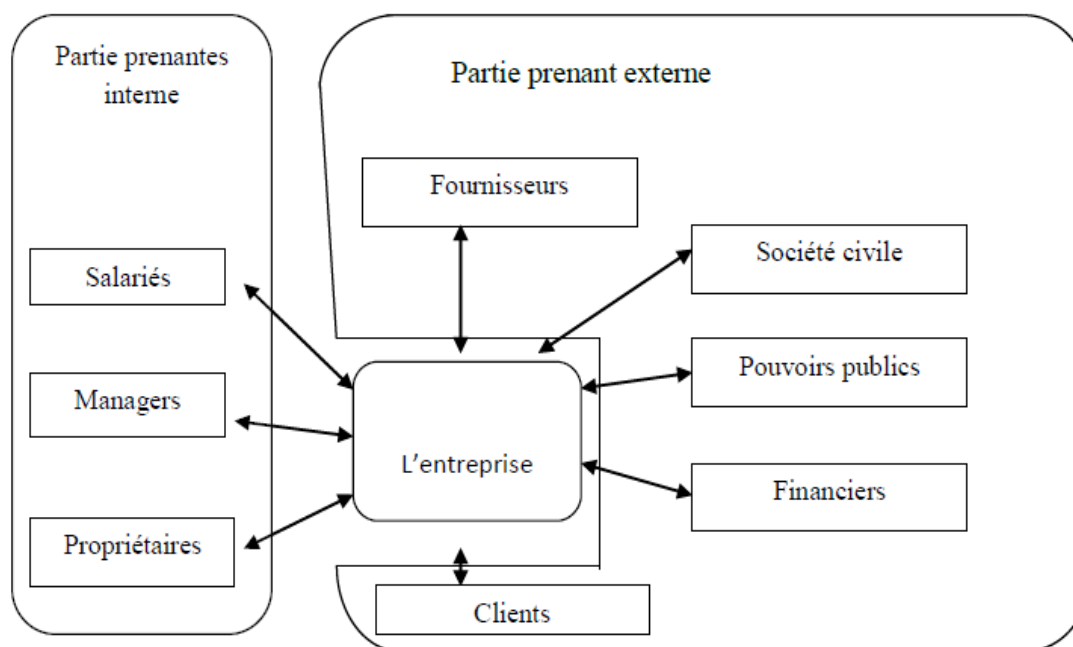 Partie prenantes
interne
Partie prenant externe
Fournisseurs
Société civile
Salariés
Pouvoirs publics
Managers
L'entreprise
Financiers
Propriétaires
Clients